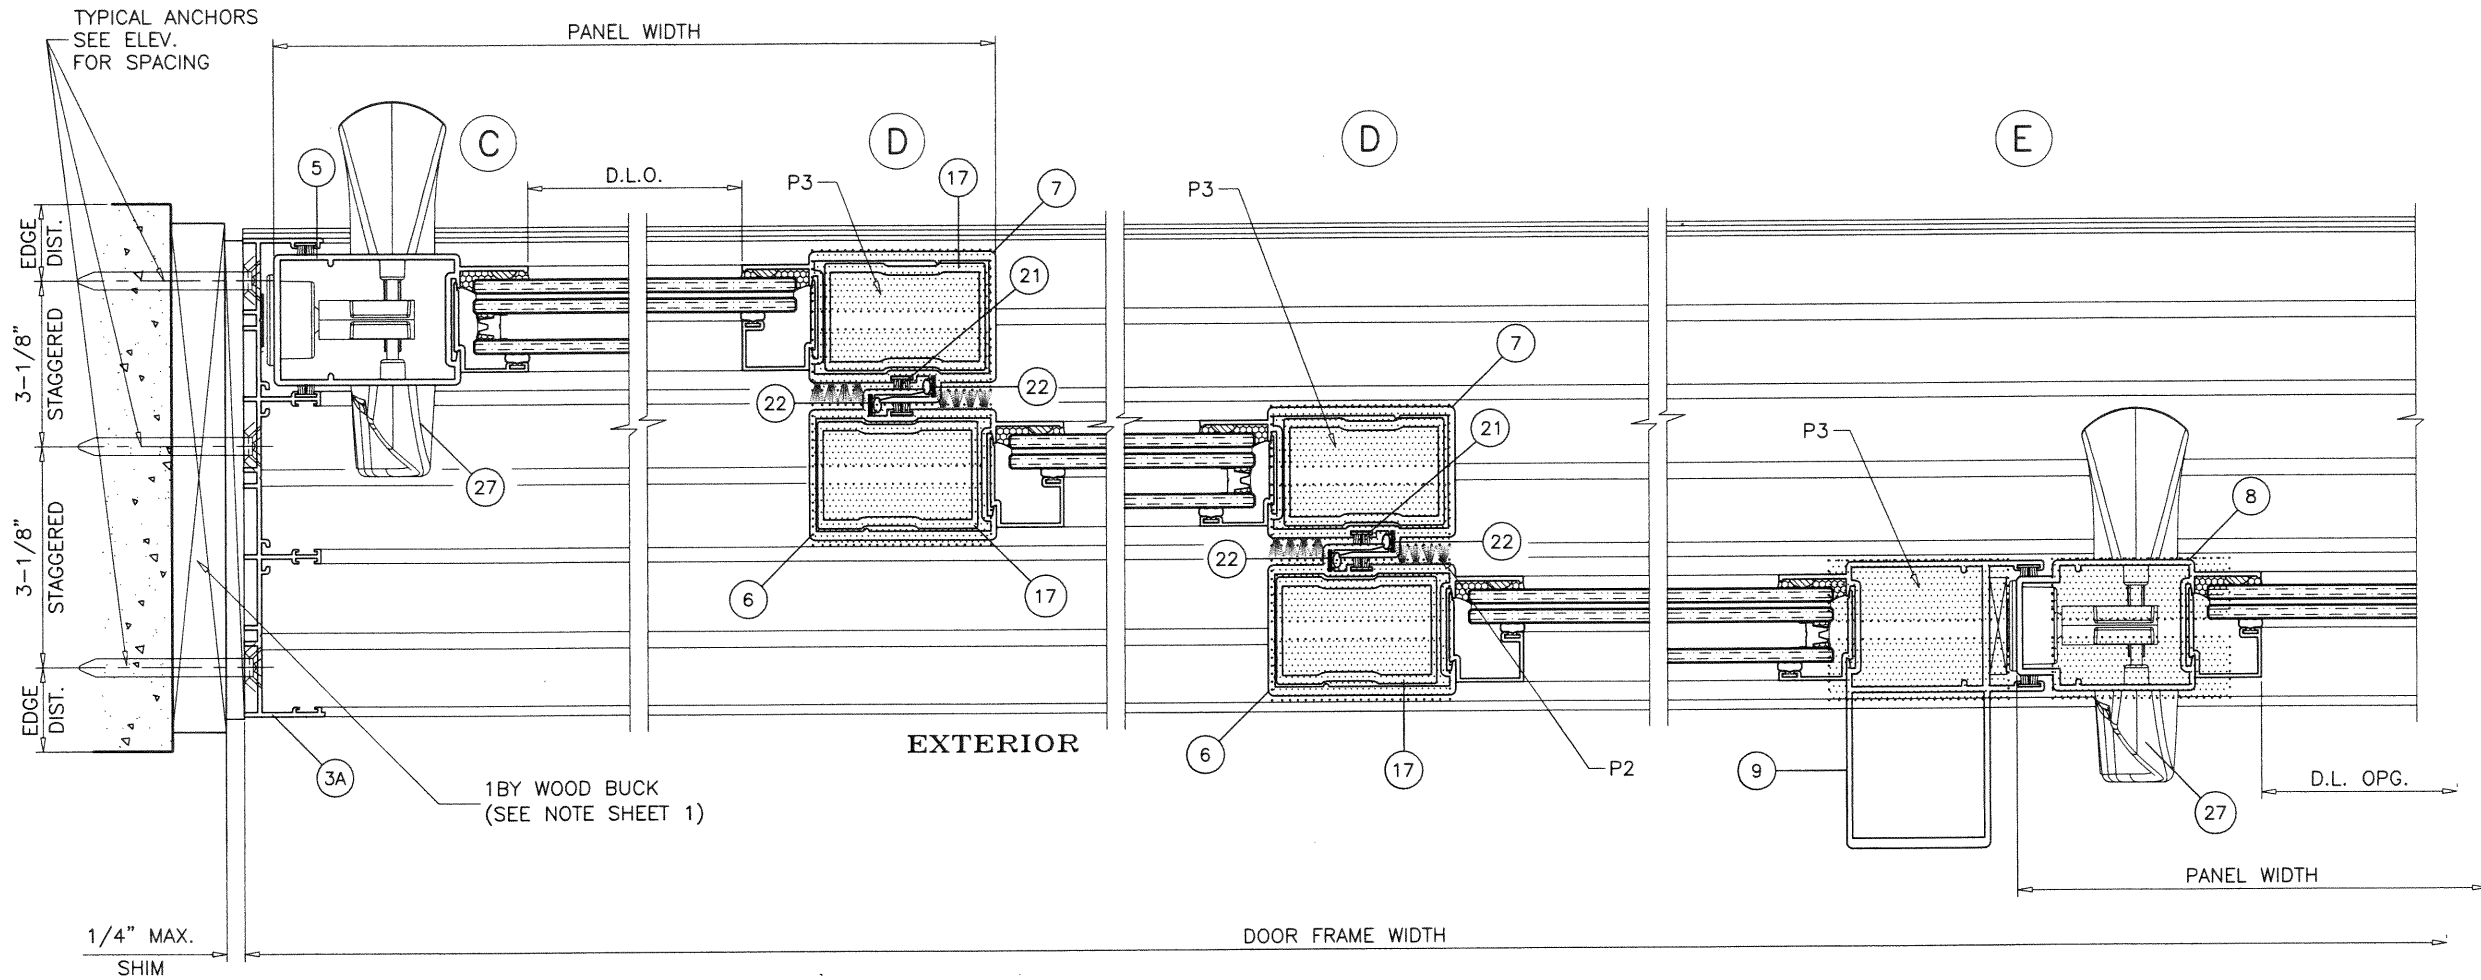 TYPICAL ANCHORS
SEE ELEV.
FOR SPACING
PANEL WIDTH
C
D
D
E
5
D.L.O.
P3
17
7
P3
EDGE
DIST.
21
3-1/8"
STAGGERED
7
22
22
21
P3
27
8
3-1/8"
STAGGERED
22
22
6
17
EDGE
DIST.
EXTERIOR
3A
6
17
P2
9
27
D.L. OPG.
1BY WOOD BUCK
(SEE NOTE SHEET 1)
PANEL WIDTH
1/4" MAX.
SHIM
DOOR FRAME WIDTH